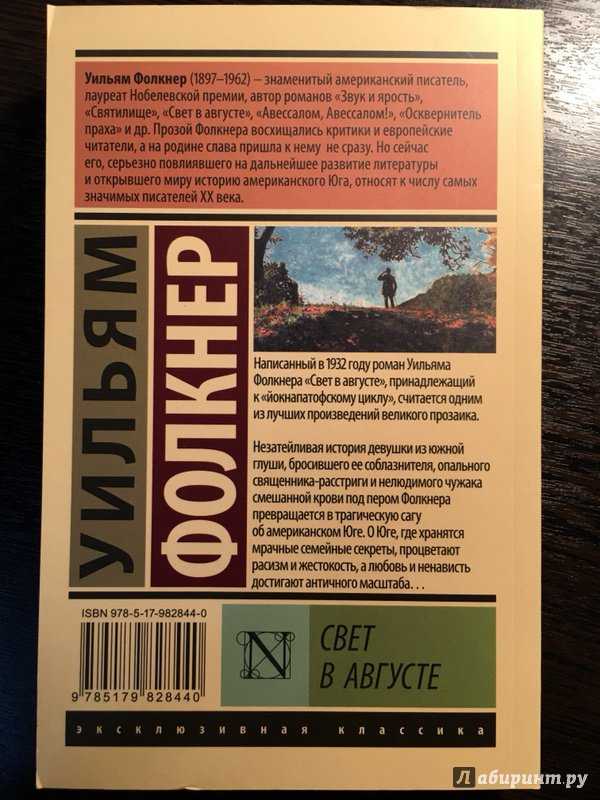 Уильям Фолкнер (1897–1962) – знаменитый американский писатель,
лауреат Нобелевской премии, автор романов «Звук и ярость»,
«Святилище», «Свет в августе», «Авессалом, Авессалом!», «Осквернитель
праха» и др. Прозой Фолкнера восхищались критики и европейские
читатели, а на родине слава пришла к нему не сразу. Но сейчас
его, серьезно повлиявшего на дальнейшее развитие литературы
и открывшего миру историю американского Юга, относят к числу самых
значимых писателей XX века.
УИЛЬЯМ
ФОЛКНЕР
Написанный в 1932 году роман Уильяма
Фолкнера «Свет в августе», принадлежащий
к «йокнапатофскому циклу», считается одним
из лучших произведений великого прозаика.
Незатейливая история девушки из южной
глуши, бросившего ее соблазнителя, опального
священника-расстриги и нелюдимого чужака
смешанной крови под пером Фолкнера
превращается в трагическую сагу
об американском Юге. О Юге, где хранятся
мрачные семейные секреты, процветают
расизм и жестокость, а любовь и ненависть
достигают античного масштаба…
ISBN 978-5-17-982844-0
9 785179 828440
N
СВЕТ
В АВГУСТЕ
эксклюзивная классика
Лабиринт.ру